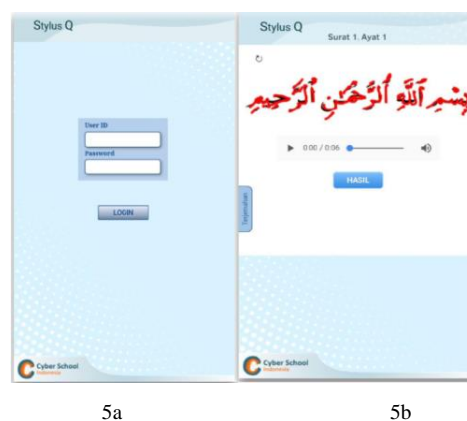 Stylus Q
User ID
Password
LOGIN
Cyber School
Indonesia
5a
Stylus Q
Surat 1. Ayat 1
بِسْمِ ٱللَّهِ ٱلرَّحْمَٰنِ ٱلرَّحِيمِ
0:00 / 0:06
HASIL
Terjemahan
Cyber School
Indonesia
5b